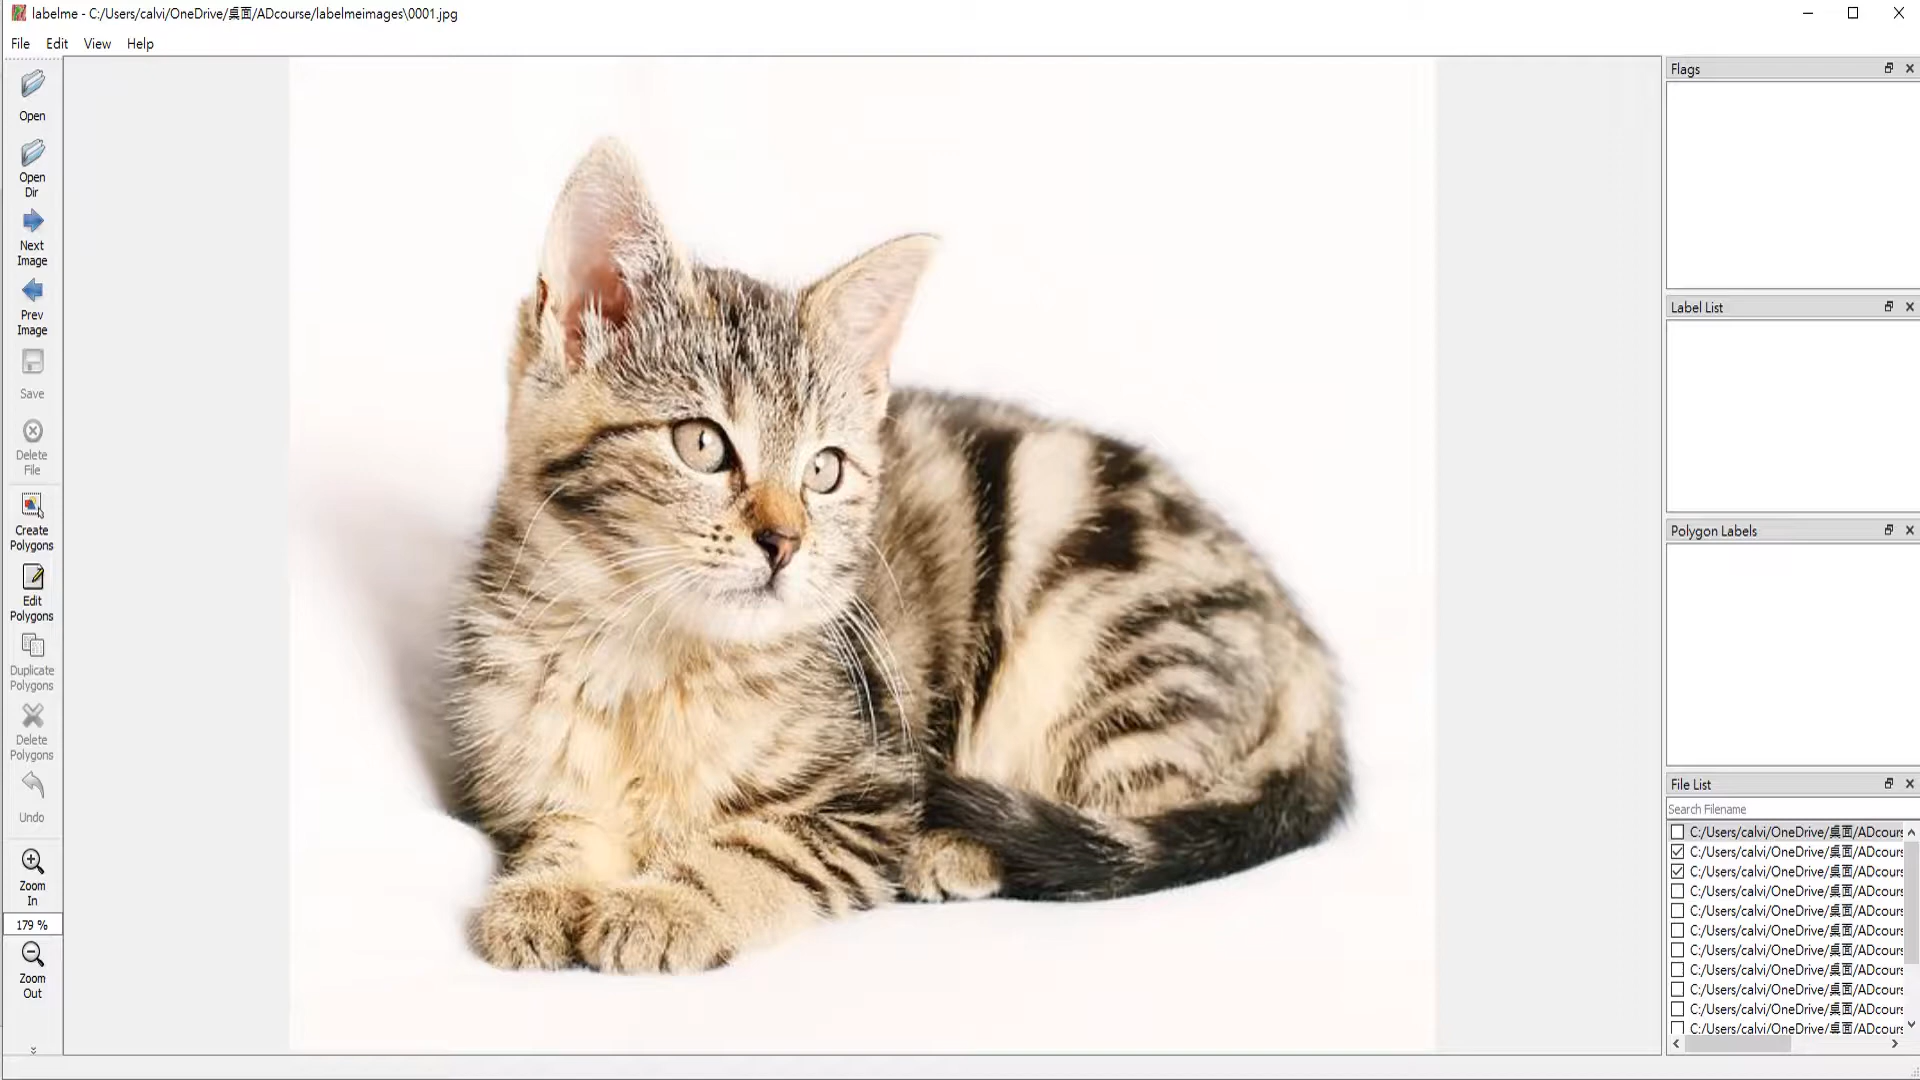 labelme - C:/Users/calvi/OneDrive/桌面/ADcourse/labelmeimages\0001.jpg
File Edit View Help
Open
Open
Dir
Next
Image
Prev
Image
Save
Delete
File
Create
Polygons
Edit
Polygons
Duplicate
Polygons
Delete
Polygons
Undo
Zoom
In
179 %
Zoom
Out
Flags
Label List
Polygon Labels
File List
Search Filename
C:/Users/calvi/OneDrive/桌面/ADcours
C:/Users/calvi/OneDrive/桌面/ADcours
C:/Users/calvi/OneDrive/桌面/ADcours
C:/Users/calvi/OneDrive/桌面/ADcours
C:/Users/calvi/OneDrive/桌面/ADcours
C:/Users/calvi/OneDrive/桌面/ADcours
C:/Users/calvi/OneDrive/桌面/ADcours
C:/Users/calvi/OneDrive/桌面/ADcours
C:/Users/calvi/OneDrive/桌面/ADcours
C:/Users/calvi/OneDrive/桌面/ADcours
C:/Users/calvi/OneDrive/桌面/ADcours